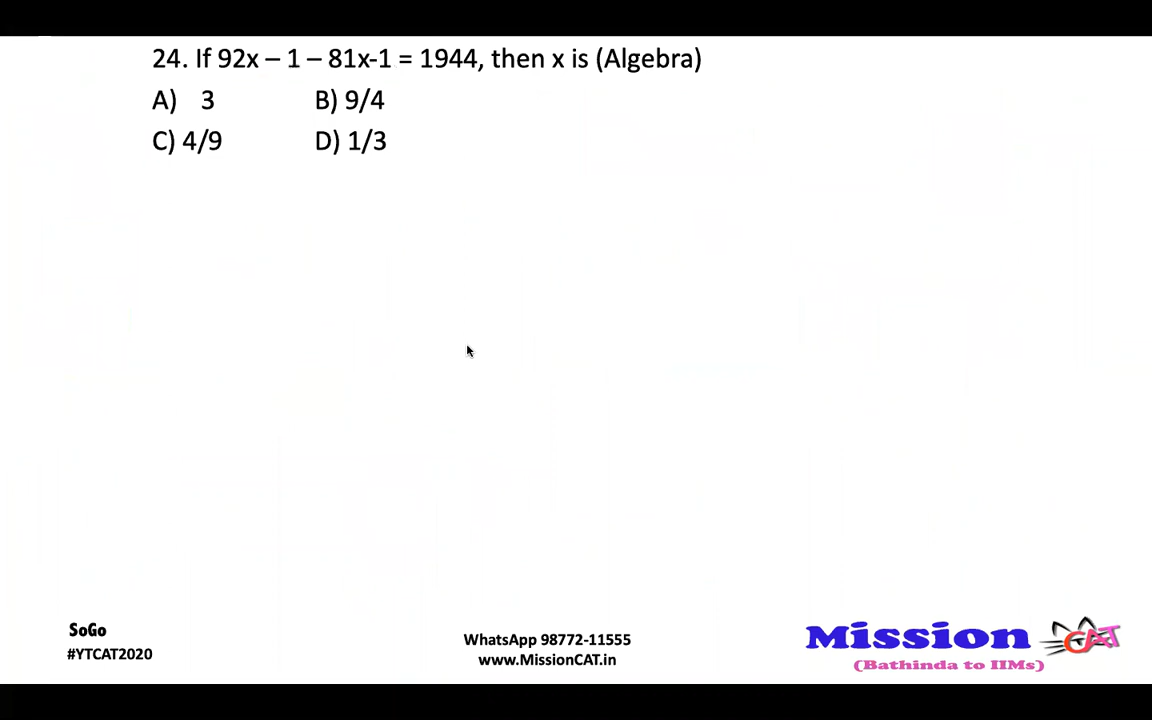 24. If 92x – 1 – 81x-1 = 1944, then x is (Algebra)
A) 3 B) 9/4
C) 4/9 D) 1/3
SoGo
#YTCAT2020
WhatsApp 98772-11555
www.MissionCAT.in
Mission CAT
(Bathinda to IIMs)